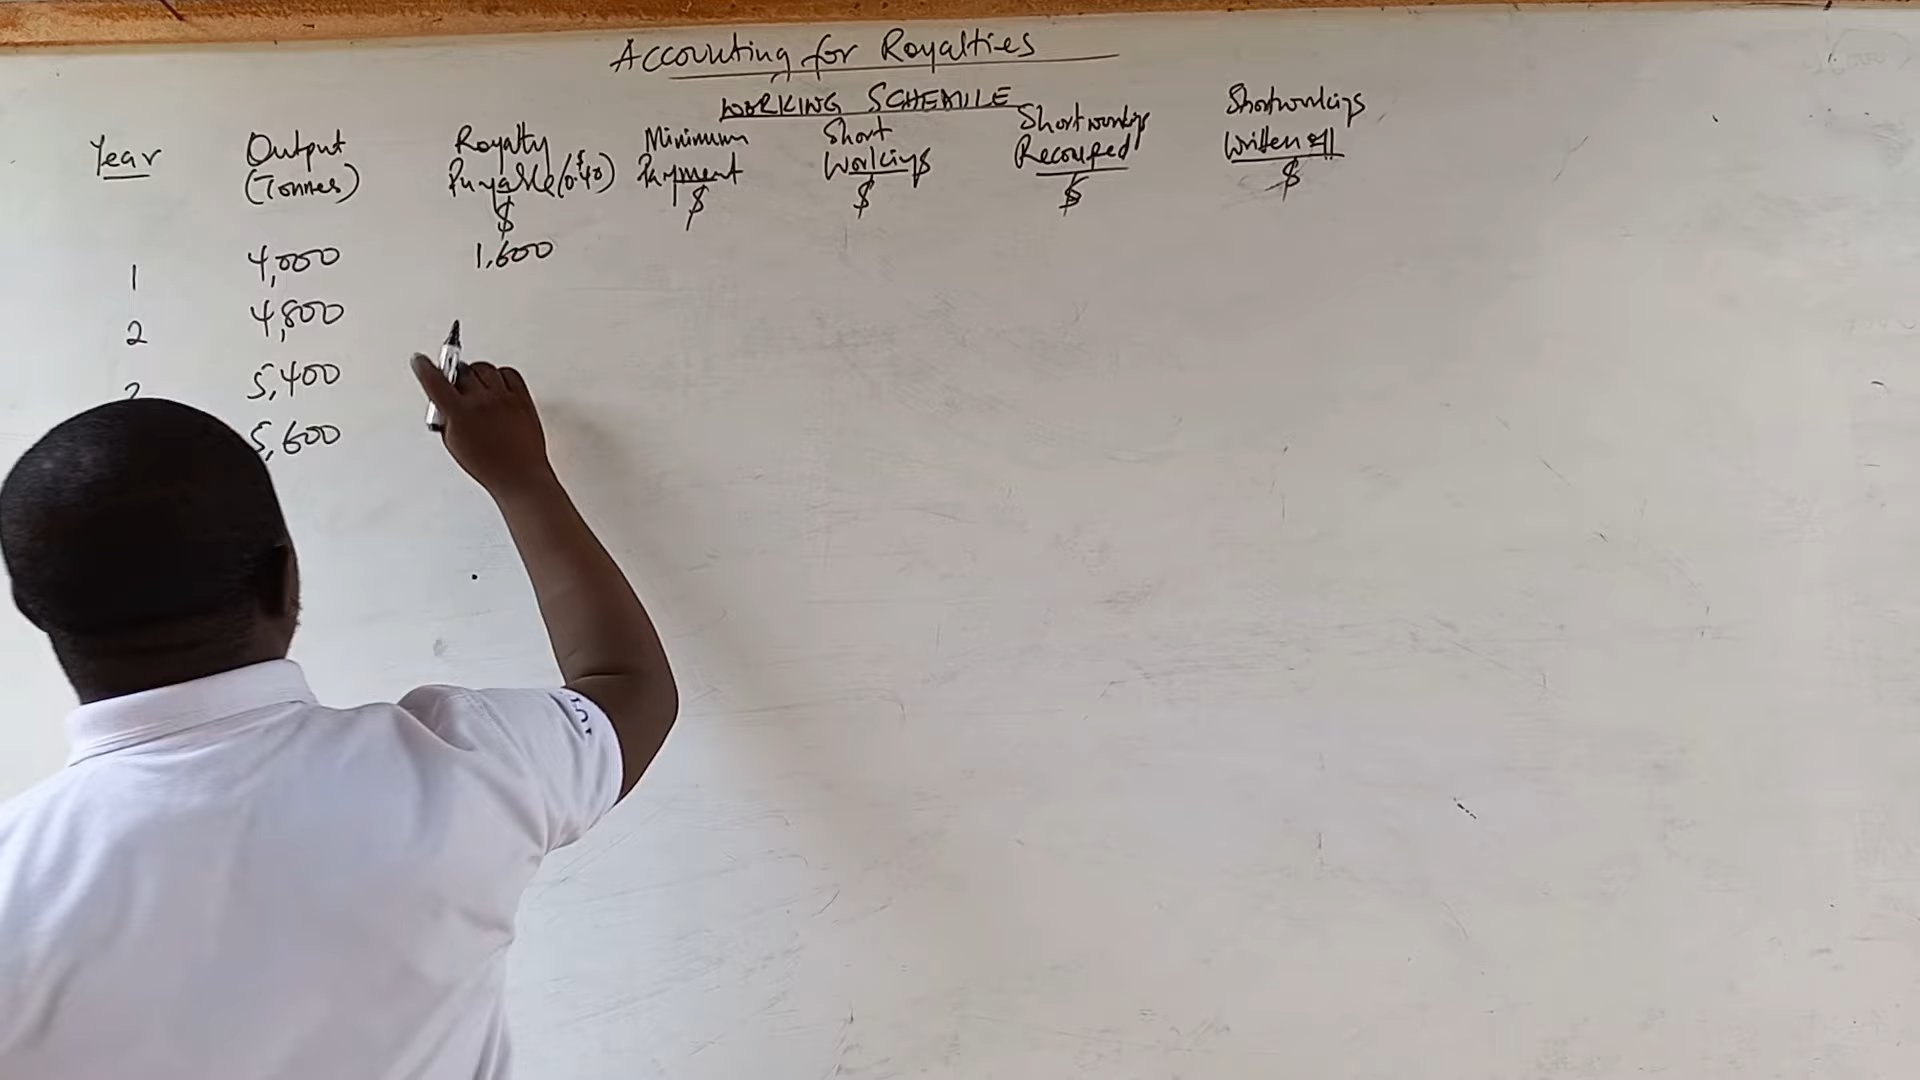 Accounting for Royalties
WORKING SCHEDULE
Year Output (Tonnes) Royalty Payable ($0.40) $ Minimum Payment $ Short Workings $ Shortworkings Recouped $ Shortworkings Written off $
1 4,000 1,600
2 4,800
5,400
5,600